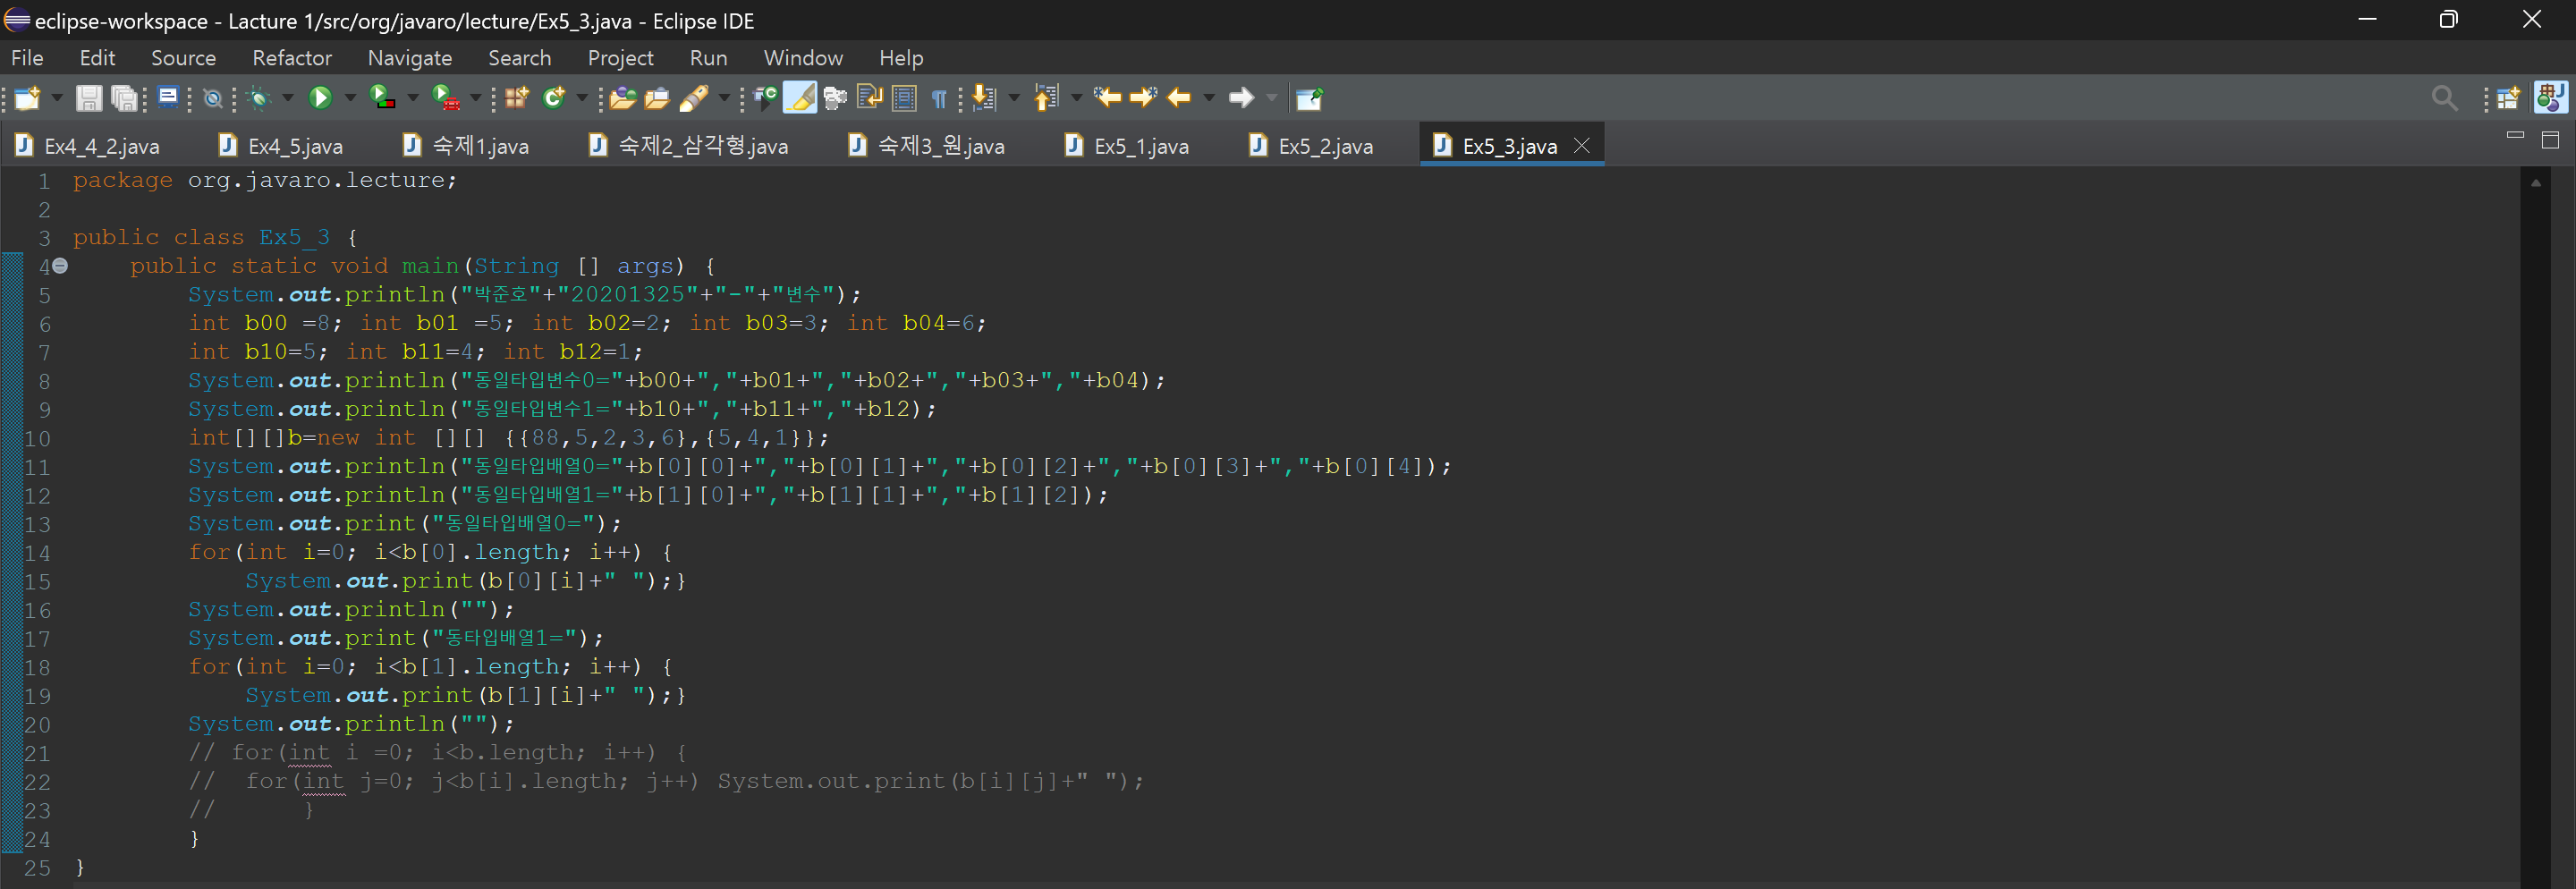 eclipse-workspace - Lacture 1/src/org/javaro/lecture/Ex5_3.java - Eclipse IDE
File Edit Source Refactor Navigate Search Project Run Window Help
Ex4_4_2.java Ex4_5.java 숙제1.java 숙제2_삼각형.java 숙제3_원.java Ex5_1.java Ex5_2.java Ex5_3.java
1 package org.javaro.lecture;
2
3 public class Ex5_3 {
4 public static void main(String [] args) {
5 System.out.println("박준호"+"20201325"+"-"+"변수");
6 int b00 =8; int b01 =5; int b02=2; int b03=3; int b04=6;
7 int b10=5; int b11=4; int b12=1;
8 System.out.println("동일타입변수0="+b00+","+b01+","+b02+","+b03+","+b04);
9 System.out.println("동일타입변수1="+b10+","+b11+","+b12);
10 int[][]b=new int [][] {{88,5,2,3,6},{5,4,1}};
11 System.out.println("동일타입배열0="+b[0][0]+","+b[0][1]+","+b[0][2]+","+b[0][3]+","+b[0][4]);
12 System.out.println("동일타입배열1="+b[1][0]+","+b[1][1]+","+b[1][2]);
13 System.out.print("동일타입배열0=");
14 for(int i=0; i<b[0].length; i++) {
15 System.out.print(b[0][i]+" ");}
16 System.out.println("");
17 System.out.print("동타입배열1=");
18 for(int i=0; i<b[1].length; i++) {
19 System.out.print(b[1][i]+" ");}
20 System.out.println("");
21 // for(int i =0; i<b.length; i++) {
22 // for(int j=0; j<b[i].length; j++) System.out.print(b[i][j]+" ");
23 // }
24 }
25 }